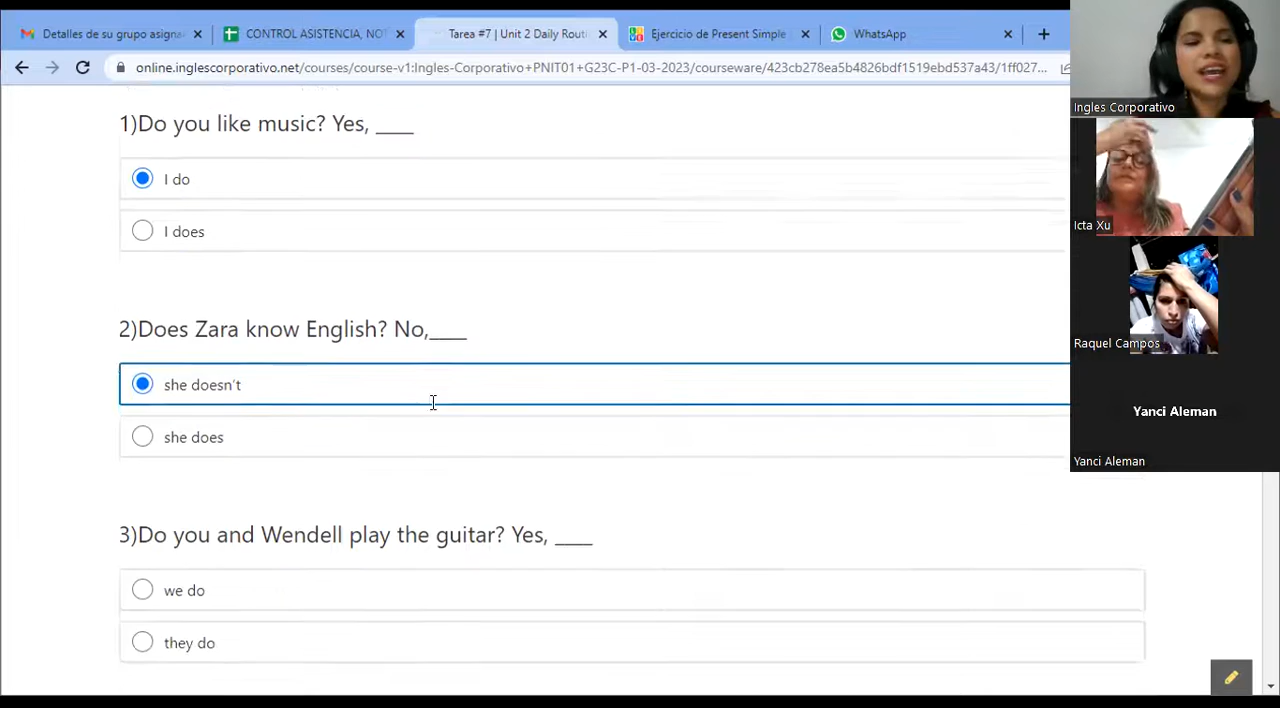 Detalles de su grupo asigna
CONTROL ASISTENCIA, NOT
Tarea #7 | Unit 2 Daily Routi
Ejercicio de Present Simple
WhatsApp
online.inglescorporativo.net/courses/course-v1:Ingles-Corporativo+PNIT01+G23C-P1-03-2023/courseware/423cb278ea5b4826bdf1519ebd537a43/1ff027...
1)Do you like music? Yes, ____
I do
I does
2)Does Zara know English? No,____
she doesn't
she does
3)Do you and Wendell play the guitar? Yes, ____
we do
they do
Ingles Corporativo
Icta Xu
Raquel Campos
Yanci Aleman
Yanci Aleman